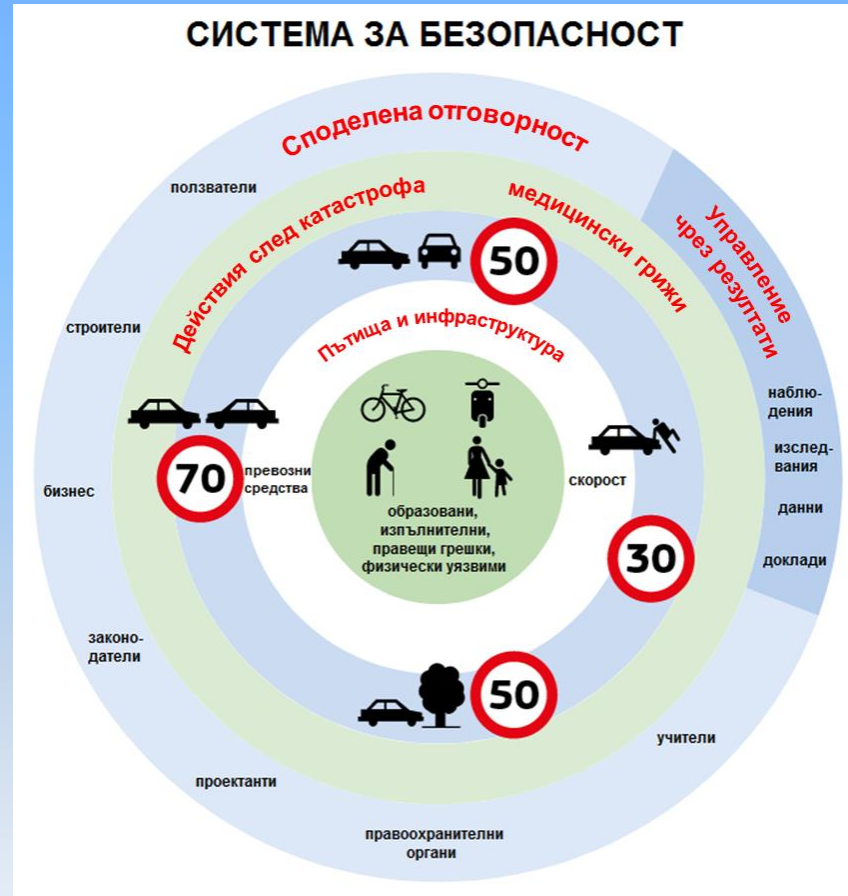 СИСТЕМА ЗА БЕЗОПАСНОСТ
Споделена отговорност
Управление
чрез резултати
наблю-
дения
изслед-
вания
данни
доклади
ползватели
строители
бизнес
законо-
датели
проектанти
правоохранителни
органи
учители
Действия след катастрофа
медицински грижи
50
70
30
50
Пътища и инфраструктура
превозни
средства
скорост
образовани,
изпълнителни,
правещи грешки,
физически уязвими